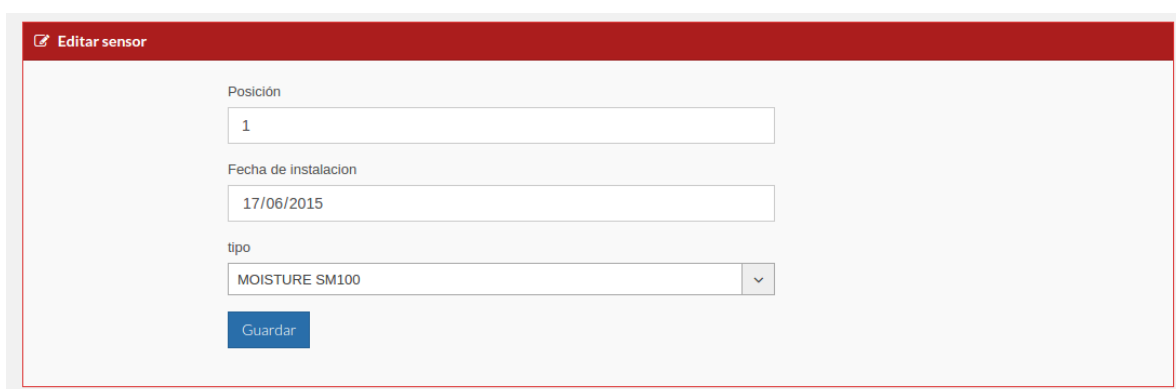 Editar sensor
Posición
1
Fecha de instalacion
17/06/2015
tipo
MOISTURE SM100
Guardar